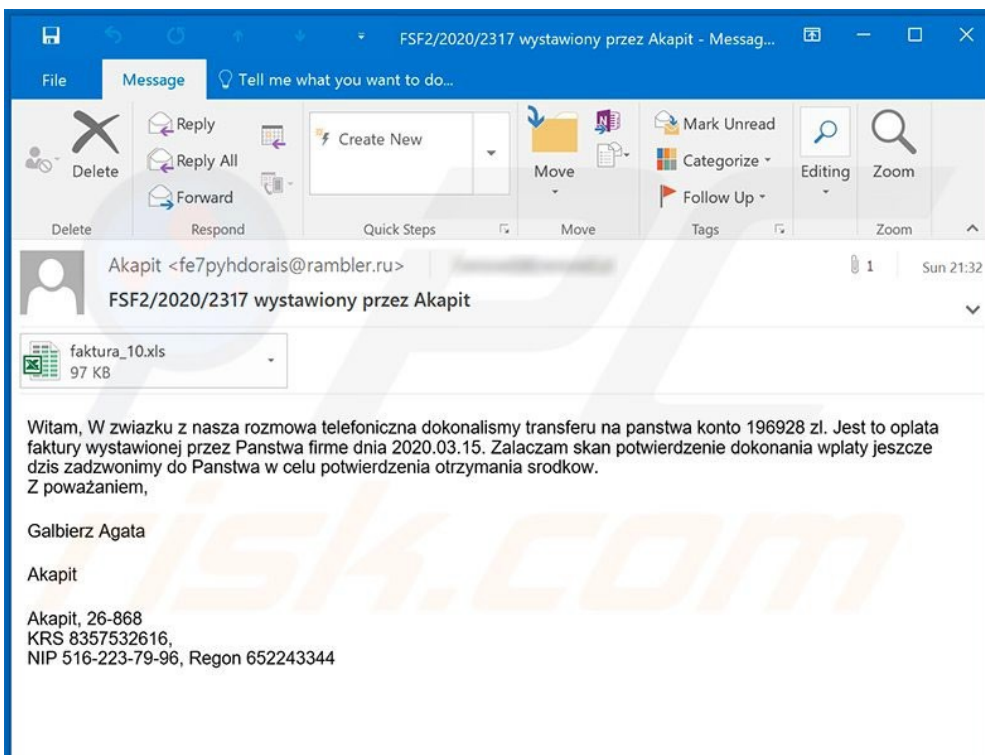 FSF2/2020/2317 wystawiony przez Akapit - Messag...
File Message Tell me what you want to do...
Delete
Reply
Reply All
Forward
Create New
Move
Mark Unread
Categorize
Follow Up
Editing
Zoom
Delete Respond Quick Steps Move Tags Zoom
Akapit <fe7pyhdorais@rambler.ru>
1 Sun 21:32
FSF2/2020/2317 wystawiony przez Akapit
faktura_10.xls
97 KB
Witam, W zwiazku z nasza rozmowa telefoniczna dokonalismy transferu na panstwa konto 196928 zl. Jest to oplata
faktury wystawionej przez Panstwa firme dnia 2020.03.15. Zalaczam skan potwierdzenie dokonania wplaty jeszcze
dzis zadzwonimy do Panstwa w celu potwierdzenia otrzymania srodkow.
Z poważaniem,
Galbierz Agata
Akapit
Akapit, 26-868
KRS 8357532616,
NIP 516-223-79-96, Regon 652243344
PC
risk.com